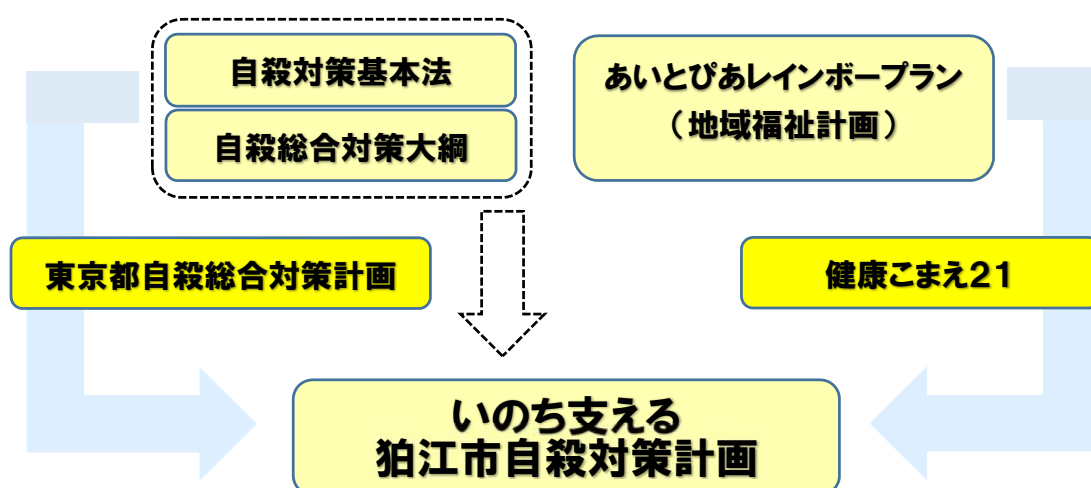 自殺対策基本法
自殺総合対策大綱
あいとぴあレインボープラン
（地域福祉計画）
東京都自殺総合対策計画
健康こまえ２１
いのち支える
狛江市自殺対策計画